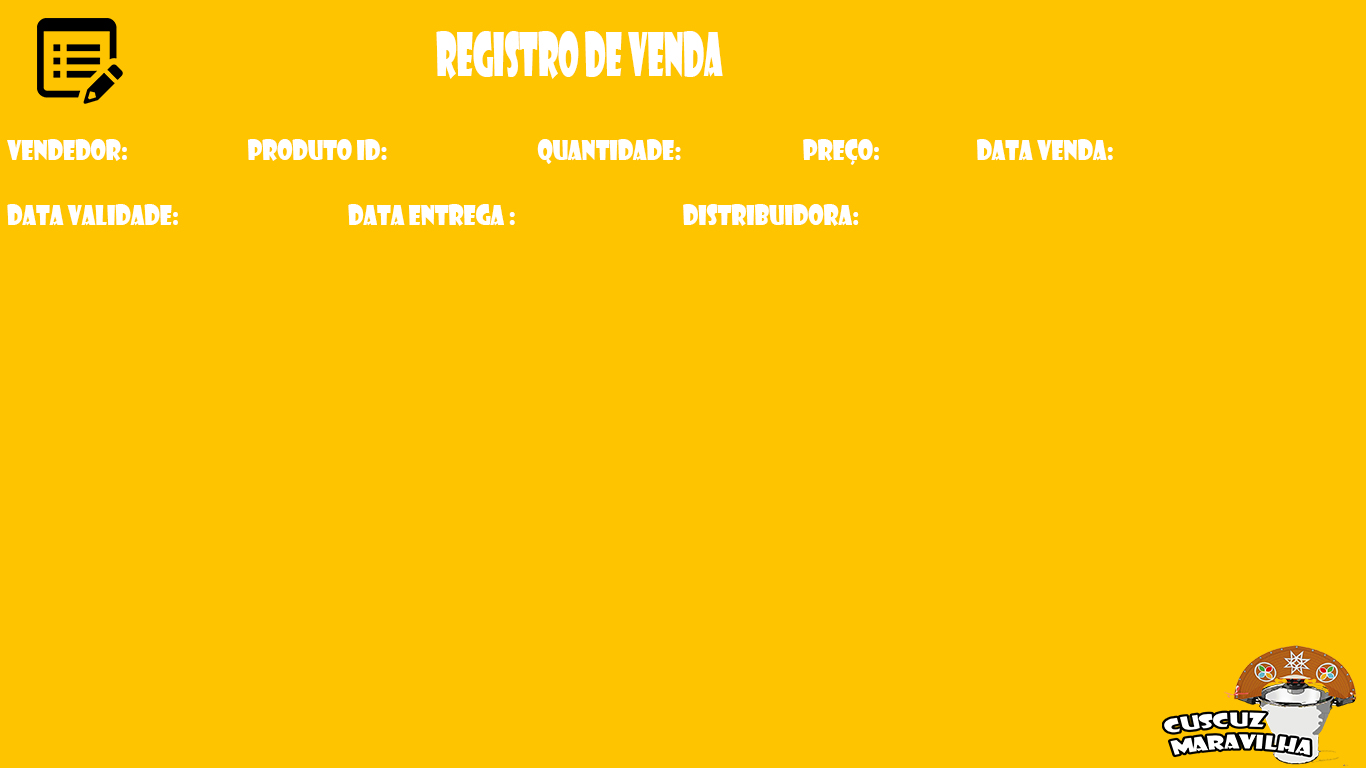 REGISTRO DE VENDA
VENDEDOR: PRODUTO ID: QUANTIDADE: PREÇO: DATA VENDA:
DATA VALIDADE: DATA ENTREGA : DISTRIBUIDORA:
CUSCUZ
MARAVILHA